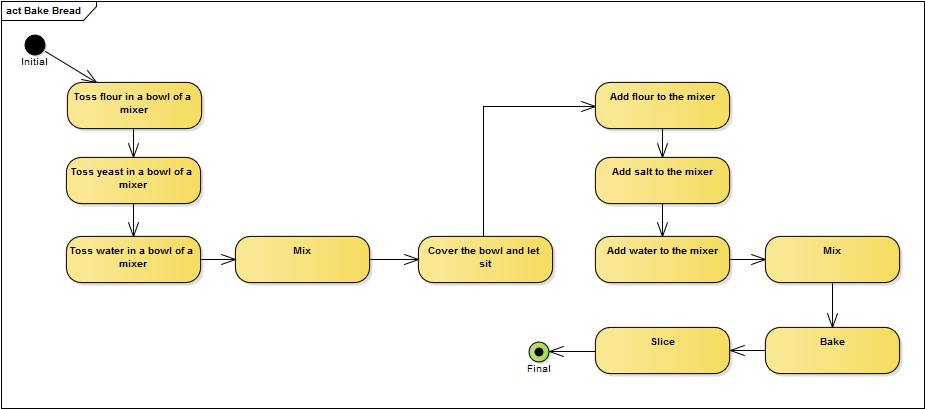 act Bake Bread
Initial
Toss flour in a bowl of a
mixer
Toss yeast in a bowl of a
mixer
Toss water in a bowl of a
mixer
Mix
Cover the bowl and let
sit
Add flour to the mixer
Add salt to the mixer
Add water to the mixer
Mix
Bake
Slice
Final